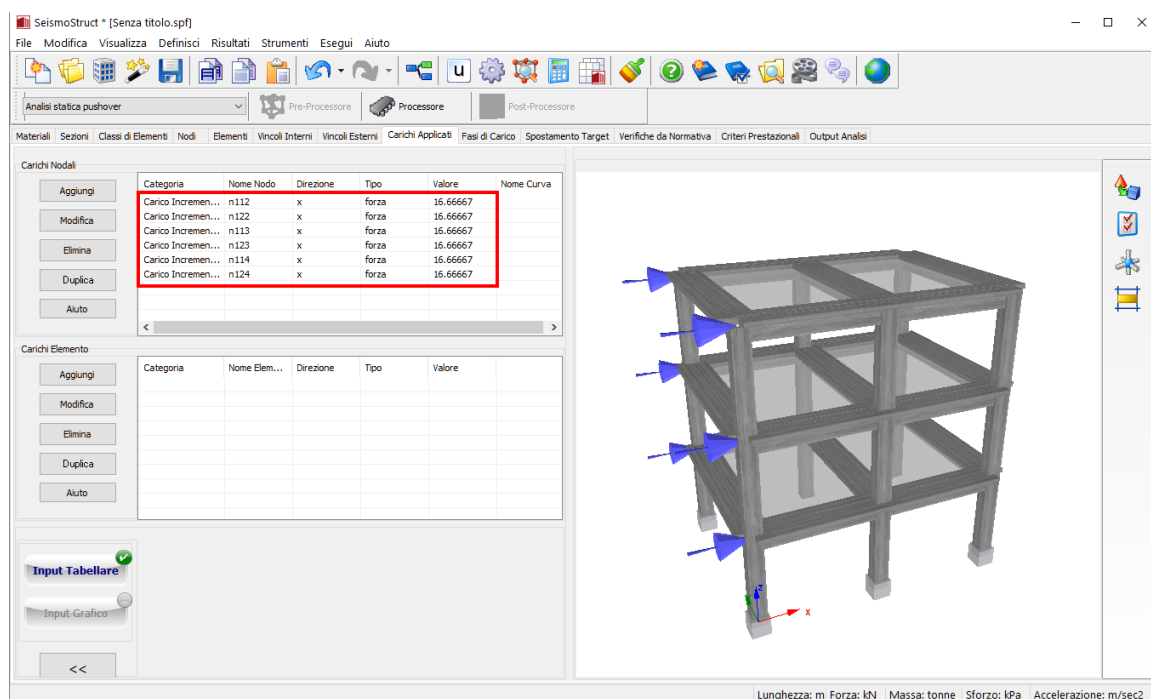 SeismoStruct * [Senza titolo.spf]
File Modifica Visualizza Definisci Risultati Strumenti Esegui Aiuto
u
Analisi statica pushover Pre-Processore Processore Post-Processore
Materiali Sezioni Classi di Elementi Nodi Elementi Vincoli Interni Vincoli Esterni Carichi Applicati Fasi di Carico Spostamento Target Verifiche da Normativa Criteri Prestazionali Output Analisi
Carichi Nodali
Aggiungi
Modifica
Elimina
Duplica
Aiuto
Categoria Nome Nodo Direzione Tipo Valore Nome Curva
Carico Incremen... n112 x forza 16.66667
Carico Incremen... n122 x forza 16.66667
Carico Incremen... n113 x forza 16.66667
Carico Incremen... n123 x forza 16.66667
Carico Incremen... n114 x forza 16.66667
Carico Incremen... n124 x forza 16.66667
Carichi Elemento
Aggiungi
Modifica
Elimina
Duplica
Aiuto
Categoria Nome Elem... Direzione Tipo Valore
Input Tabellare
Input Grafico
<<
z
x
Lunghezza: m Forza: kN Massa: tonne Sforzo: kPa Accelerazione: m/sec2